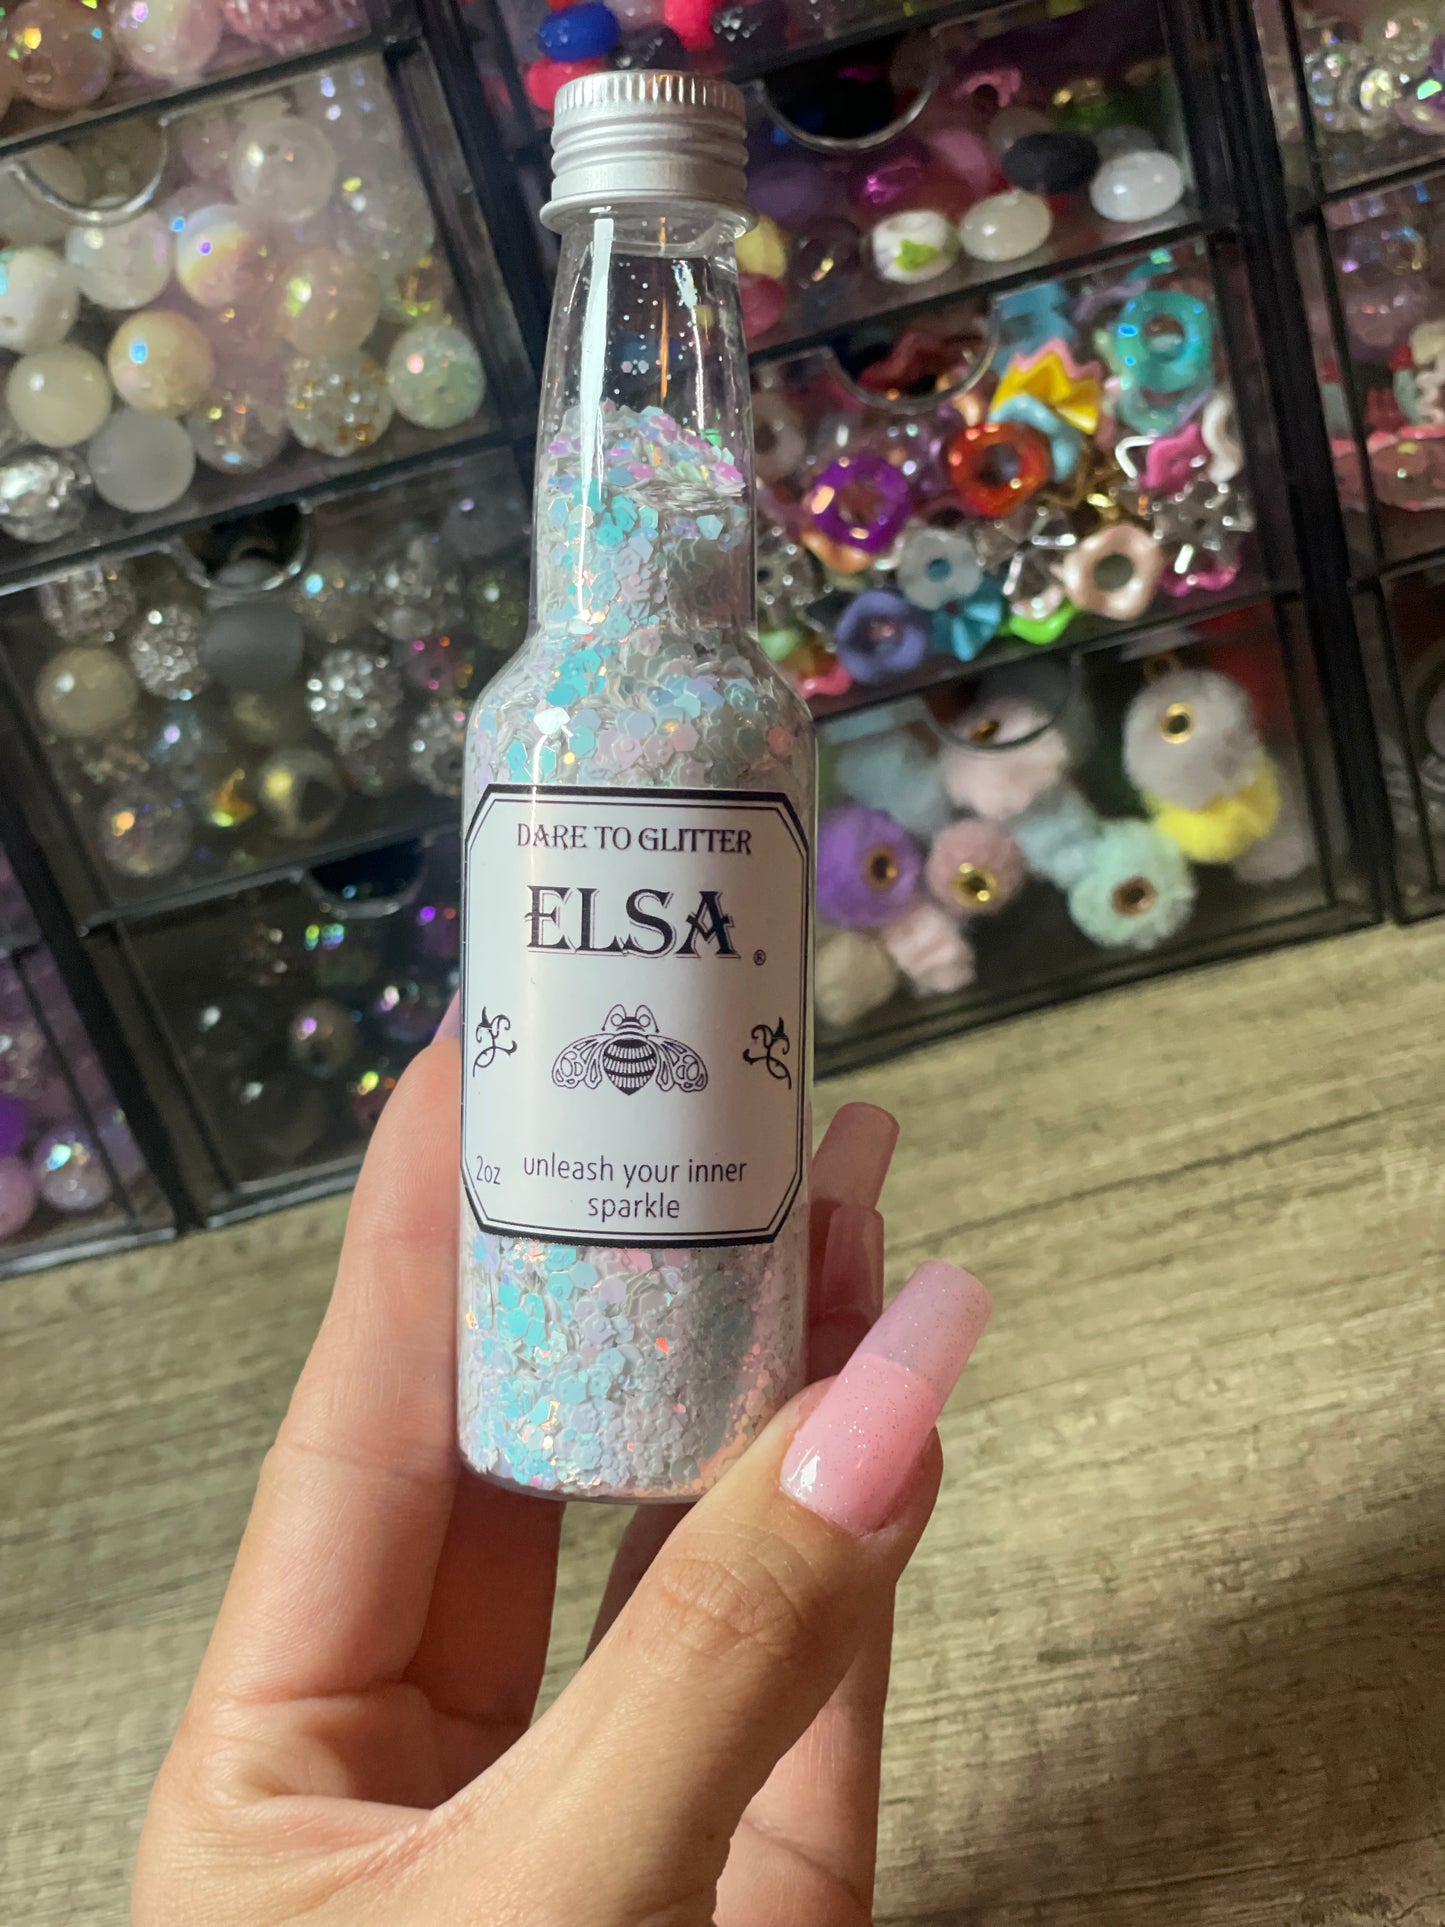 DARE TO GLITTER
ELSA ®
2oz unleash your inner
sparkle